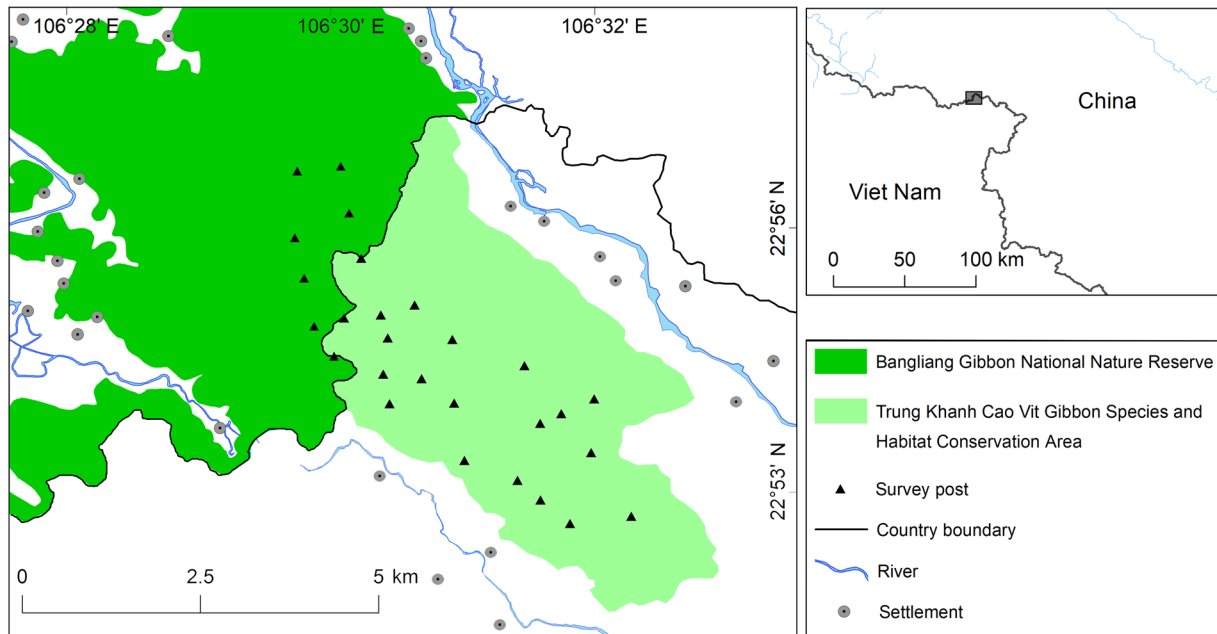 106°28' E
106°30' E
106°32' E
22°56' N
22°53' N
0 2.5 5 km
China
Viet Nam
0 50 100 km
Bangliang Gibbon National Nature Reserve
Trung Khanh Cao Vit Gibbon Species and
Habitat Conservation Area
Survey post
Country boundary
River
Settlement